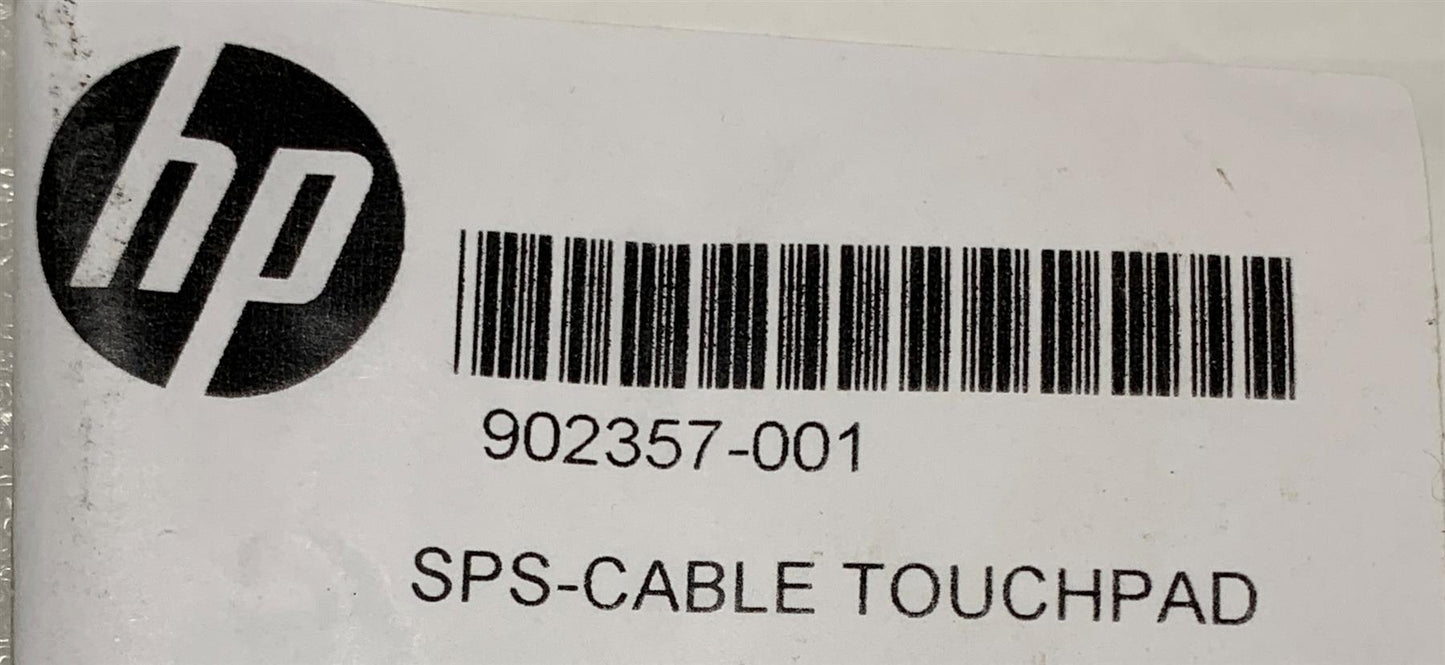 hp
902357-001
SPS-CABLE TOUCHPAD